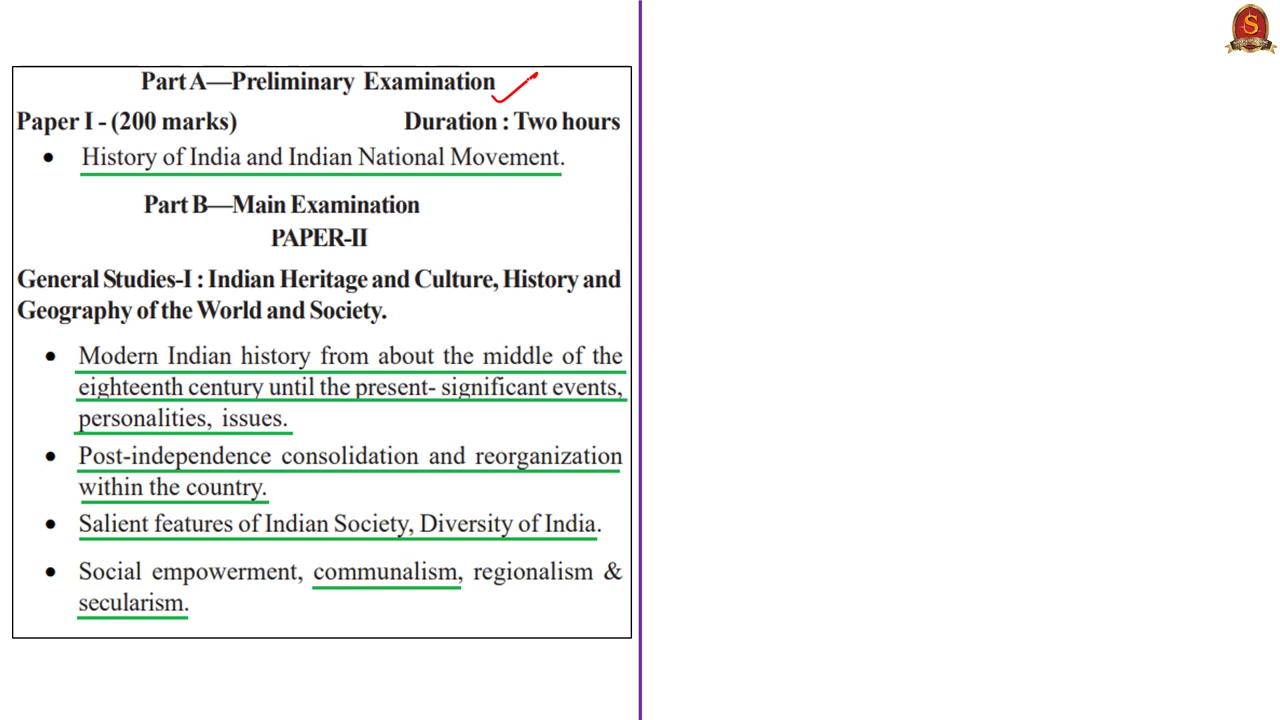 Part A—Preliminary Examination
Paper I - (200 marks) Duration : Two hours
• History of India and Indian National Movement.
Part B—Main Examination
PAPER-II
General Studies-I : Indian Heritage and Culture, History and
Geography of the World and Society.
• Modern Indian history from about the middle of the
eighteenth century until the present- significant events,
personalities, issues.
• Post-independence consolidation and reorganization
within the country.
• Salient features of Indian Society, Diversity of India.
• Social empowerment, communalism, regionalism &
secularism.
S